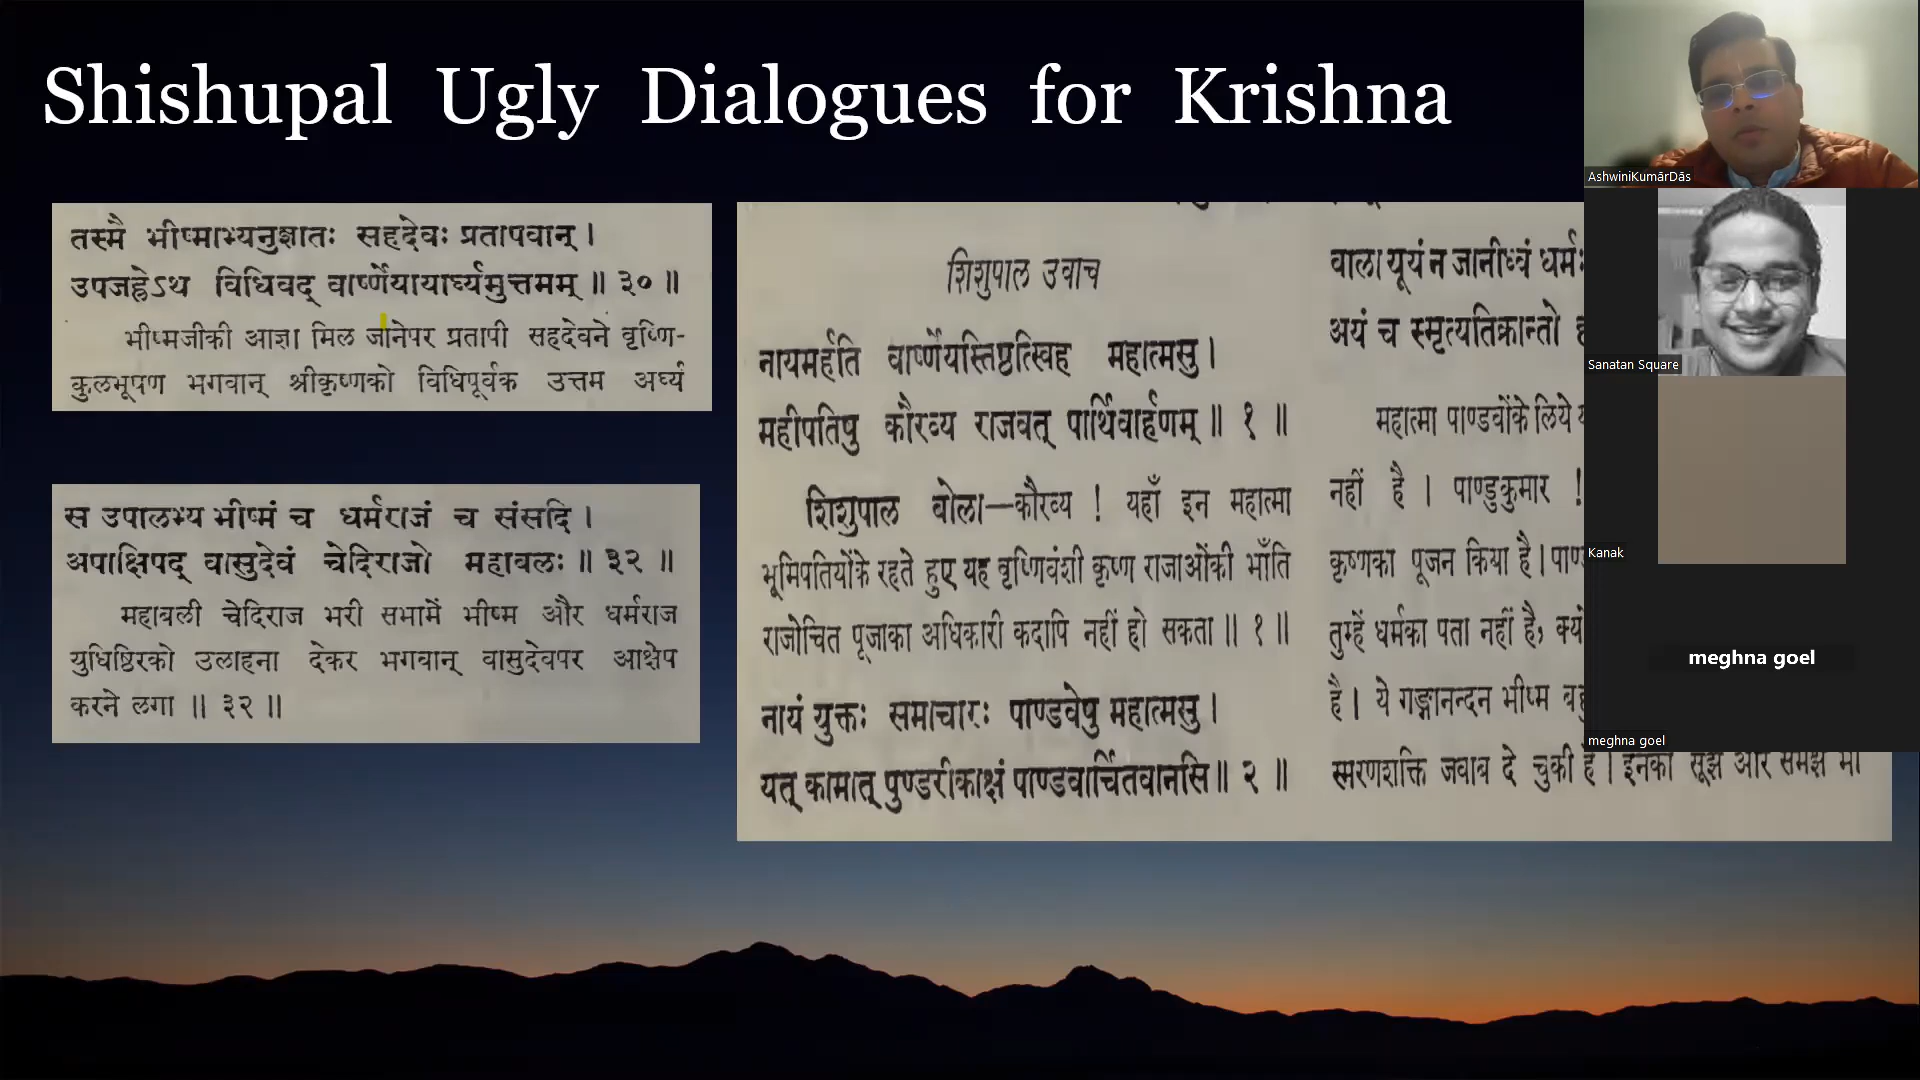 Shishupal Ugly Dialogues for Krishna
तस्मै भीष्माभ्यनुज्ञातः सहदेवः प्रतापवान् ।
उपजह्रेऽथ विधिवद् वार्ष्णेयायार्घ्यमुत्तमम् ॥ ३० ॥
भीष्मजीकी आज्ञा मिल जानेपर प्रतापी सहदेवने वृष्णि-
कुलभूषण भगवान् श्रीकृष्णको विधिपूर्वक उत्तम अर्घ्य
स उपालभ्य भीष्मं च धर्मराजं च संसदि ।
अपाक्षिपद् वासुदेवं चेदिराजो महाबलः ॥ ३२ ॥
महाबली चेदिराज भरी सभामें भीष्म और धर्मराज
युधिष्ठिरको उलाहना देकर भगवान् वासुदेवपर आक्षेप
करने लगा ॥ ३२ ॥
शिशुपाल उवाच
नायमर्हति वार्ष्णेयस्तिष्ठत्स्विह महात्मसु ।
महीपतिषु कौरव्य राजवत् पार्थिवार्हणम् ॥ १ ॥
शिशुपाल बोला—कौरव्य ! यहाँ इन महात्मा
भूमिपतियोंके रहते हुए यह वृष्णिवंशी कृष्ण राजाओंकी भाँति
राजोचित पूजाका अधिकारी कदापि नहीं हो सकता ॥ १ ॥
नायं युक्तः समाचारः पाण्डवेषु महात्मसु ।
यत् कामात् पुण्डरीकाक्षं पाण्डवार्चितवानसि ॥ २ ॥
बाला यूयं न जानीध्वं धर्मः
अयं च स्मृत्यतिक्रान्तो
महात्मा पाण्डवोंके लिये
नहीं है । पाण्डुकुमार !
कृष्णका पूजन किया है ।
तुम्हें धर्मका पता नहीं है,
है । ये गङ्गानन्दन भीष्म
स्मरणशक्ति जवाब दे चुकी है । इनकी सूझ और समझ भी
AshwiniKumārDās
Sanatan Square
Kanak
meghna goel
meghna goel